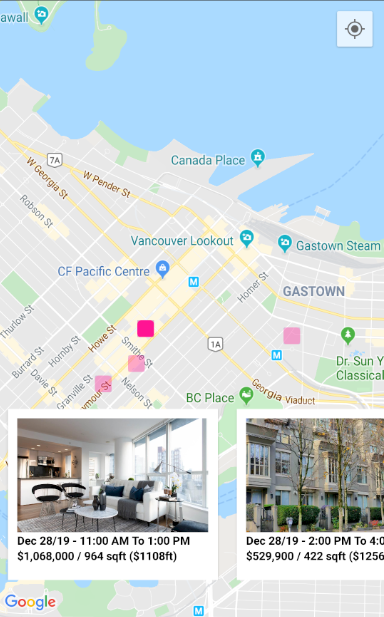 awall
Canada Place
7A
W Georgia St
W Pender St
Robson St
Vancouver Lookout
Gastown Steam
CF Pacific Centre
M
Homer St
GASTOWN
Thurlow St
Howe St
1A
Burrard St
Hornby St
Smithe St
M
Dr. Sun Y
Classical
Davie St
Granville St
Nelson St
ymour St
BC Place
Georgia Viaduct
Dec 28/19 - 11:00 AM To 1:00 PM
$1,068,000 / 964 sqft ($1108ft)
Dec 28/19 - 2:00 PM To 4:0
$529,900 / 422 sqft ($1256
Google
M